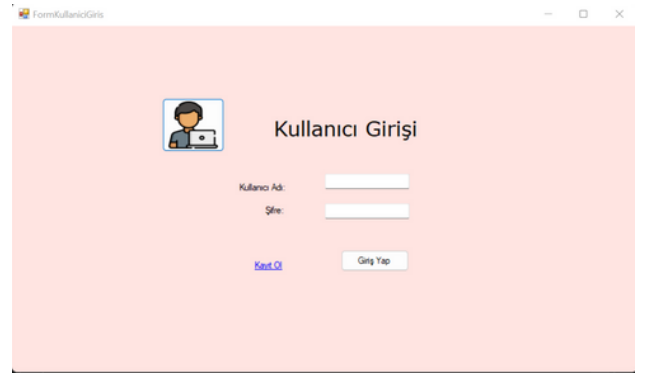 FormKullaniciGiris
Kullanıcı Girişi
Kullanıcı Adı:
Şifre:
Kayıt Ol
Giriş Yap